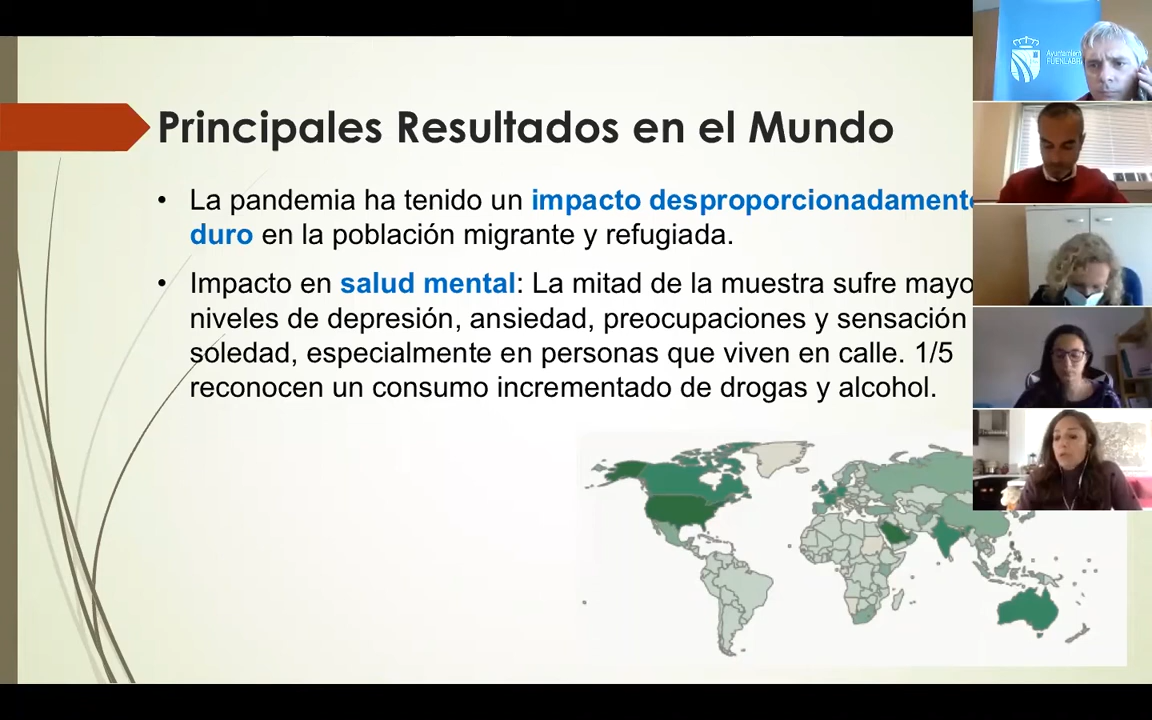 Principales Resultados en el Mundo
• La pandemia ha tenido un impacto desproporcionadamente
duro en la población migrante y refugiada.
• Impacto en salud mental: La mitad de la muestra sufre
niveles de depresión, ansiedad, preocupaciones y sensación
soledad, especialmente en personas que viven en calle. 1/5
reconocen un consumo incrementado de drogas y alcohol.